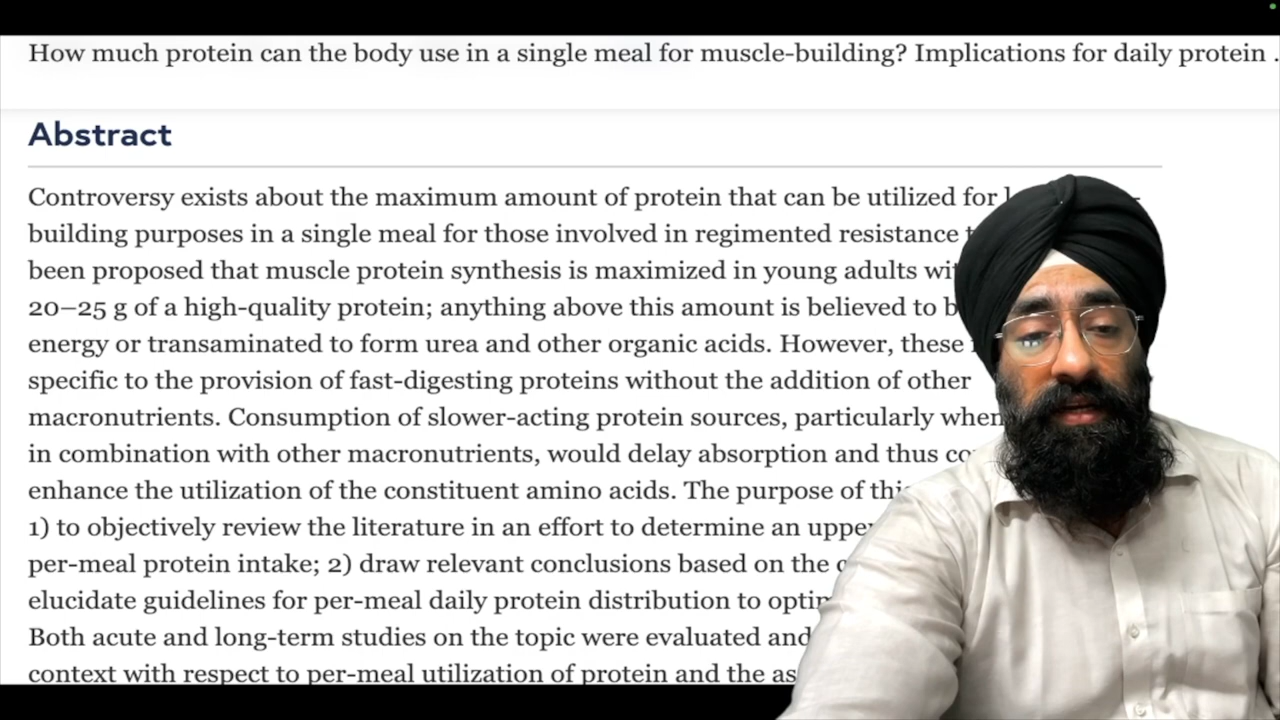 How much protein can the body use in a single meal for muscle-building? Implications for daily protein .
Abstract
Controversy exists about the maximum amount of protein that can be utilized for
building purposes in a single meal for those involved in regimented resistance
been proposed that muscle protein synthesis is maximized in young adults
20–25 g of a high-quality protein; anything above this amount is believed to
energy or transaminated to form urea and other organic acids. However, these
specific to the provision of fast-digesting proteins without the addition of other
macronutrients. Consumption of slower-acting protein sources, particularly when
in combination with other macronutrients, would delay absorption and thus
enhance the utilization of the constituent amino acids. The purpose of
1) to objectively review the literature in an effort to determine an
per-meal protein intake; 2) draw relevant conclusions based on the
elucidate guidelines for per-meal daily protein distribution to
Both acute and long-term studies on the topic were evaluated and
context with respect to per-meal utilization of protein and the